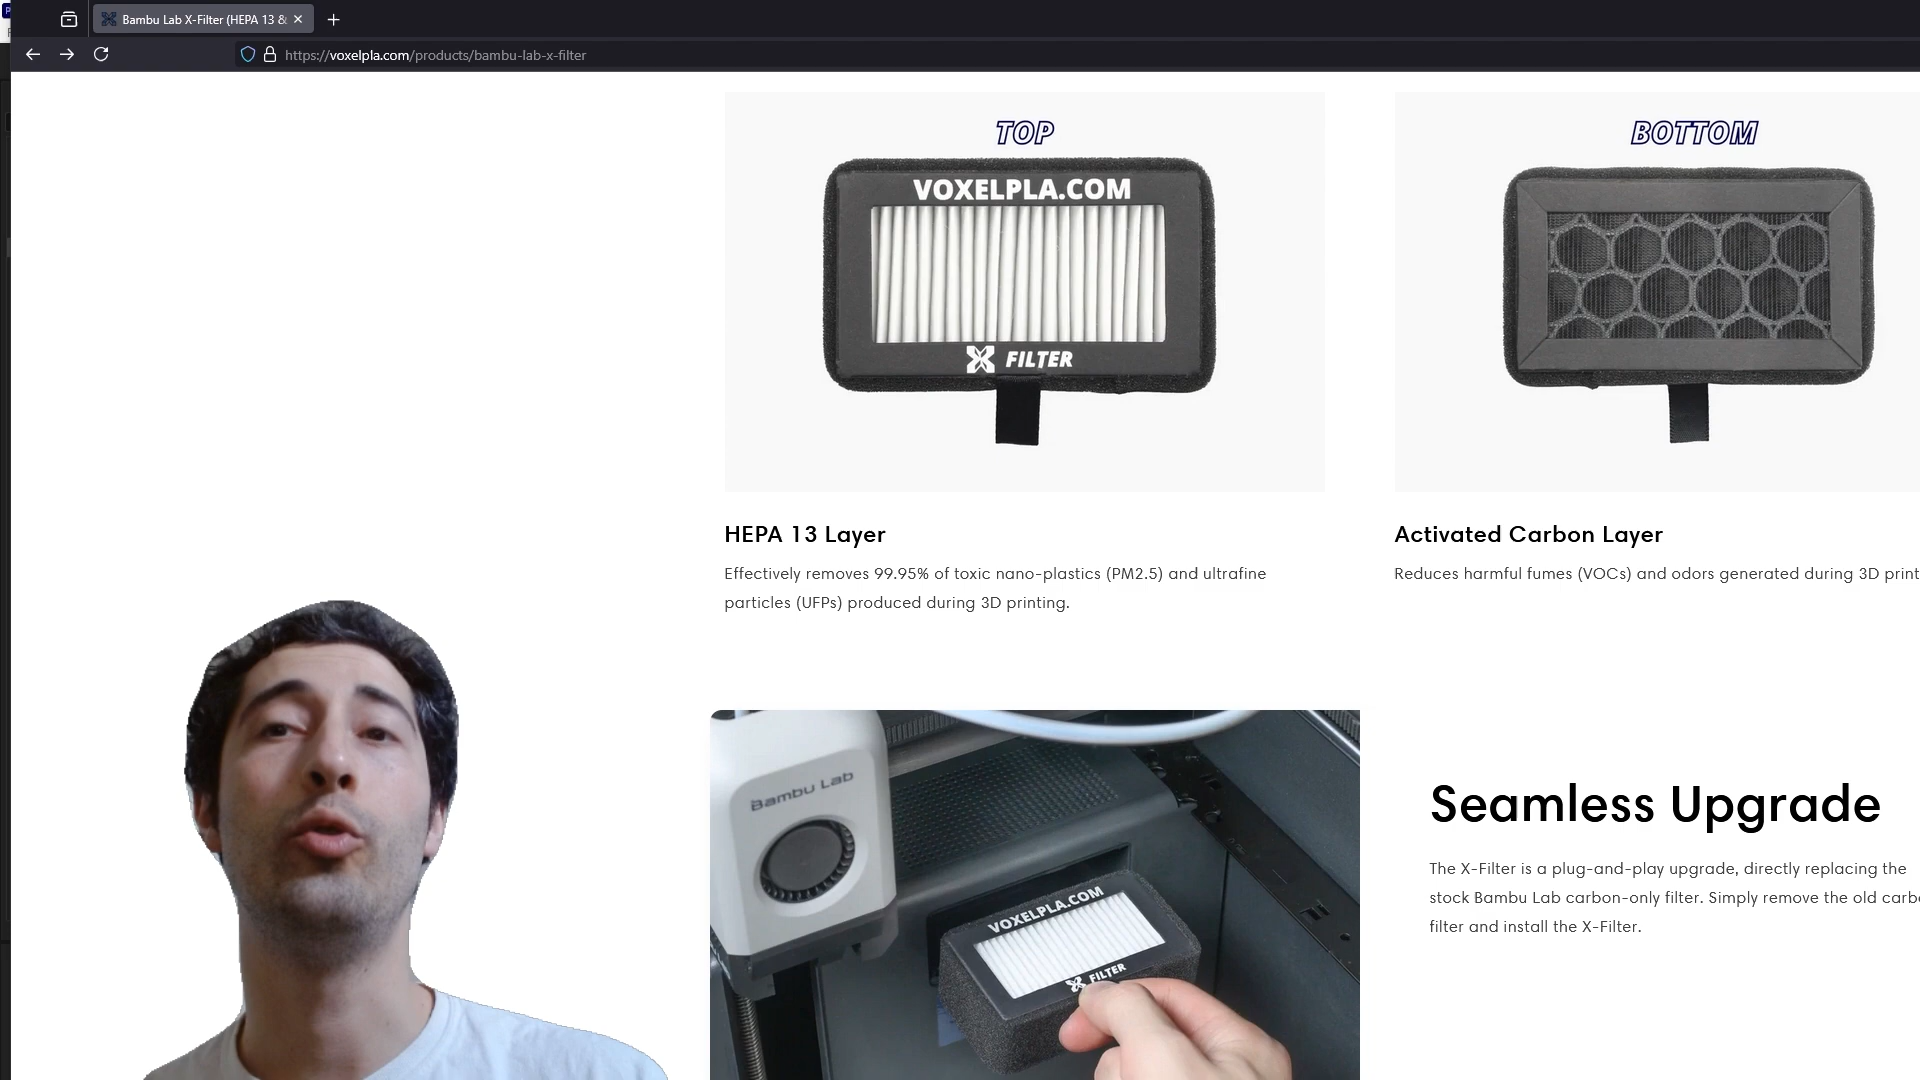 Bambu Lab X-Filter (HEPA 13 &
https://voxelpla.com/products/bambu-lab-x-filter
TOP
VOXELPLA.COM
FILTER
BOTTOM
HEPA 13 Layer
Effectively removes 99.95% of toxic nano-plastics (PM2.5) and ultrafine
particles (UFPs) produced during 3D printing.
Activated Carbon Layer
Reduces harmful fumes (VOCs) and odors generated during 3D print
Bambu Lab
VOXELPLA.COM
FILTER
Seamless Upgrade
The X-Filter is a plug-and-play upgrade, directly replacing the
stock Bambu Lab carbon-only filter. Simply remove the old carb
filter and install the X-Filter.